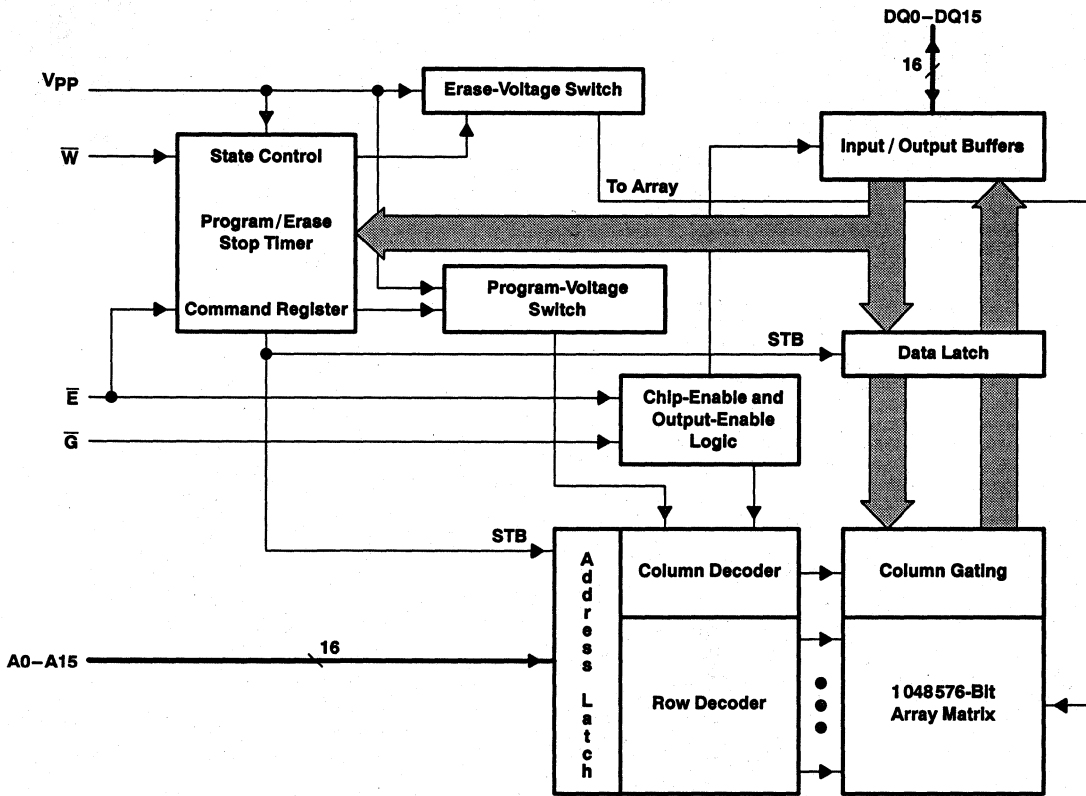 DQ0–DQ15
16
VPP
Erase-Voltage Switch
W
State Control
Input / Output Buffers
To Array
Program/Erase
Stop Timer
Program-Voltage
Switch
Command Register
STB
Data Latch
E
Chip-Enable and
Output-Enable
Logic
G
STB
Address Latch
Column Decoder
Column Gating
A0–A15
16
Row Decoder
1048576-Bit
Array Matrix